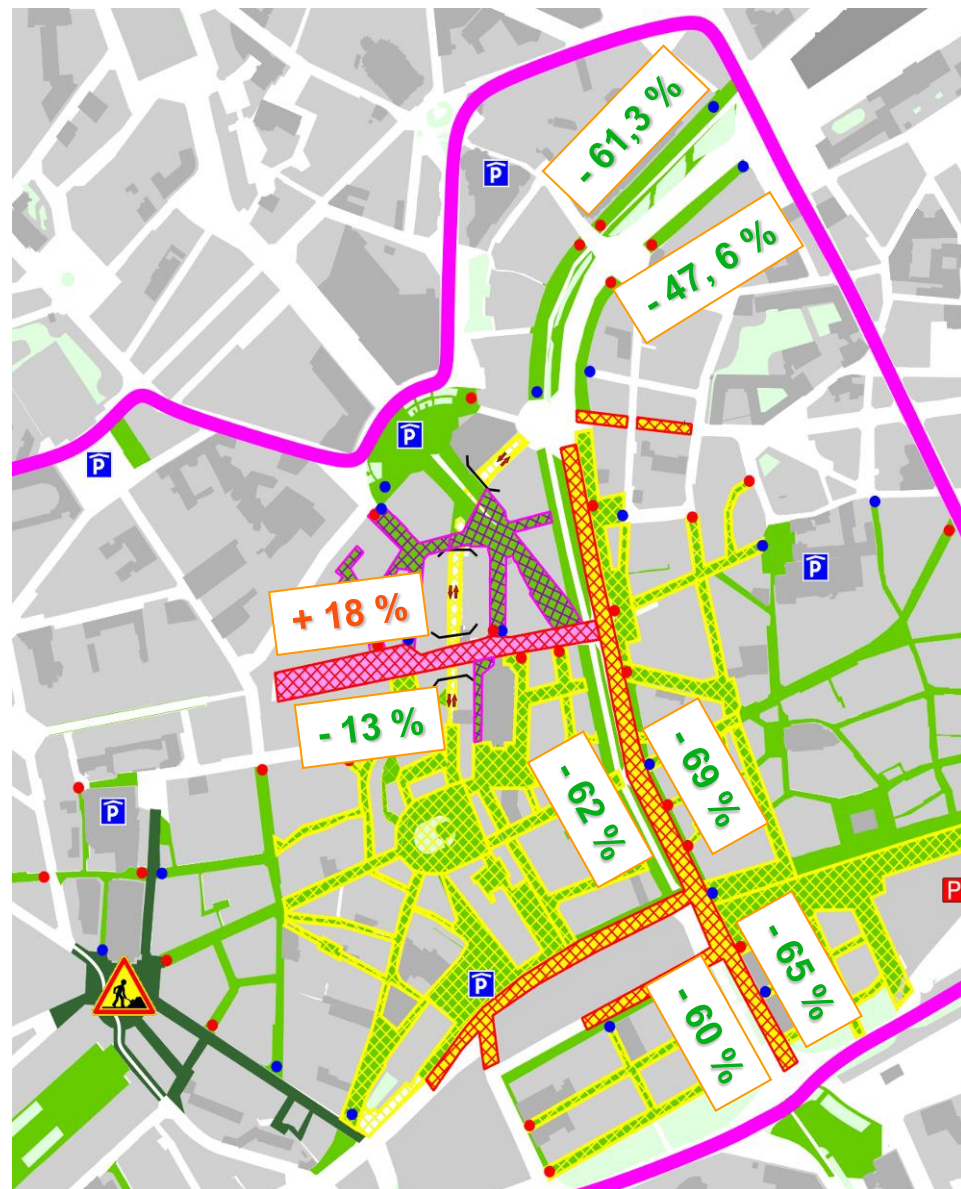 - 61,3 %
P
- 47, 6 %
P
P
P
+ 18 %
- 13 %
- 62 %
- 69 %
P
P
- 65 %
P
- 60 %